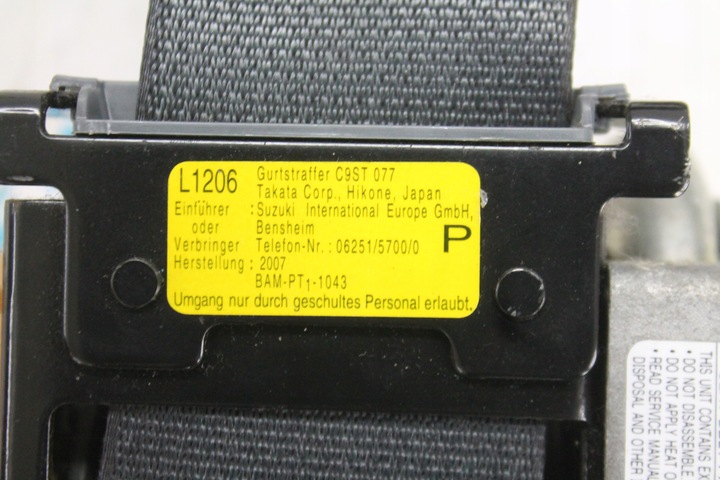 L1206 Gurtstraffer C9ST 077
Takata Corp., Hikone, Japan
Einführer :Suzuki International Europe GmbH,
oder Bensheim
Verbringer Telefon-Nr.: 06251/5700/0 P
Herstellung : 2007
BAM-PT1-1043
Umgang nur durch geschultes Personal erlaubt.
THIS UNIT CONTAINS
• DO NOT DISASSEMBLE
• DO NOT APPLY HEAT
• READ SERVICE MANUAL
DISPOSAL AND OTHER